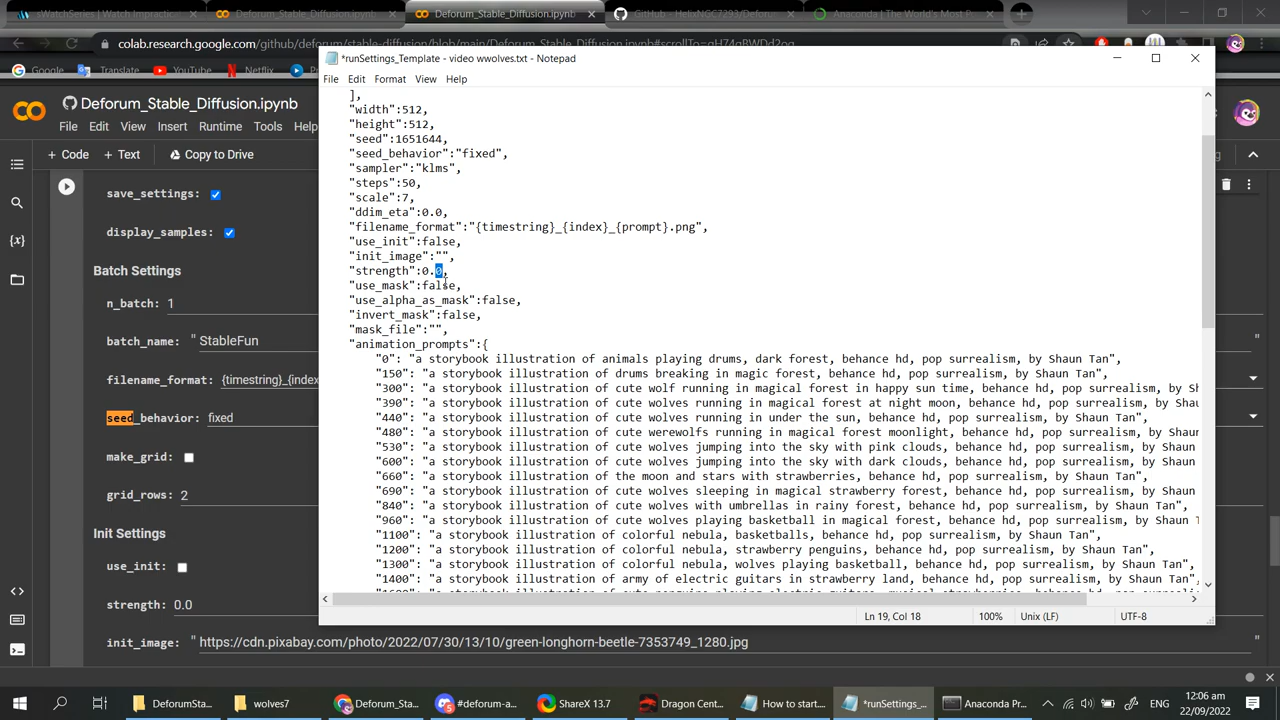 sWatchSeries | Watch Impractic
Deforum_Stable_Diffusion.ipynb
Deforum_Stable_Diffusion.ipynb
GitHub - HelixNGC7293/Deforum
Anaconda | The World's Most P
colab.research.google.com/github/deforum/stable-diffusion/blob/main/Deforum_Stable_Diffusion.ipynb#scrollTo=qH74gBWDd2oq
Google
Translate
YouTube
Netflix
Deforum_Stable_Diffusion.ipynb
File Edit View Insert Runtime Tools
+ Code + Text Copy to Drive
save_settings:
display_samples:
Batch Settings
n_batch: 1
batch_name: " StableFun
filename_format: {timestring}_{index
seed_behavior: fixed
make_grid:
grid_rows: 2
Init Settings
use_init:
strength: 0.0
init_image: " https://cdn.pixabay.com/photo/2022/07/30/13/10/green-longhorn-beetle-7353749_1280.jpg "
*runSettings_Template - video wwolves.txt - Notepad
File Edit Format View Help
],
"width":512,
"height":512,
"seed":1651644,
"seed_behavior":"fixed",
"sampler":"klms",
"steps":50,
"scale":7,
"ddim_eta":0.0,
"filename_format":"{timestring}_{index}_{prompt}.png",
"use_init":false,
"init_image":"",
"strength":0.0,
"use_mask":false,
"use_alpha_as_mask":false,
"invert_mask":false,
"mask_file":"",
"animation_prompts":{
"0": "a storybook illustration of animals playing drums, dark forest, behance hd, pop surrealism, by Shaun Tan",
"150": "a storybook illustration of drums breaking in magic forest, behance hd, pop surrealism, by Shaun Tan",
"300": "a storybook illustration of cute wolf running in magical forest in happy sun time, behance hd, pop surrealism, by Sh
"390": "a storybook illustration of cute wolves running in magical forest at night moon, behance hd, pop surrealism, by Shau
"440": "a storybook illustration of cute wolves running in under the sun, behance hd, pop surrealism, by Shaun Tan",
"480": "a storybook illustration of cute werewolfs running in magical forest moonlight, behance hd, pop surrealism, by Shaun
"530": "a storybook illustration of cute wolves jumping into the sky with pink clouds, behance hd, pop surrealism, by Shaun
"600": "a storybook illustration of cute wolves jumping into the sky with dark clouds, behance hd, pop surrealism, by Shaun
"660": "a storybook illustration of the moon and stars with strawberries, behance hd, pop surrealism, by Shaun Tan",
"690": "a storybook illustration of cute wolves sleeping in magical strawberry forest, behance hd, pop surrealism, by Shaun
"840": "a storybook illustration of cute wolves with umbrellas in rainy forest, behance hd, pop surrealism, by Shaun Tan",
"960": "a storybook illustration of cute wolves playing basketball in magical forest, behance hd, pop surrealism, by Shaun T
"1100": "a storybook illustration of colorful nebula, basketballs, behance hd, pop surrealism, by Shaun Tan",
"1200": "a storybook illustration of colorful nebula, strawberry penguins, behance hd, pop surrealism, by Shaun Tan",
"1300": "a storybook illustration of colorful nebula, wolves playing basketball, behance hd, pop surrealism, by Shaun Tan",
"1400": "a storybook illustration of army of electric guitars in strawberry land, behance hd, pop surrealism, by Shaun Tan",
Ln 19, Col 18 100% Unix (LF) UTF-8
DeforumSta...
wolves7
Deforum_Sta...
#deforum-a...
ShareX 13.7
Dragon Cent...
How to start...
*runSettings_...
Anaconda Pr...
ENG
12:06 am
22/09/2022